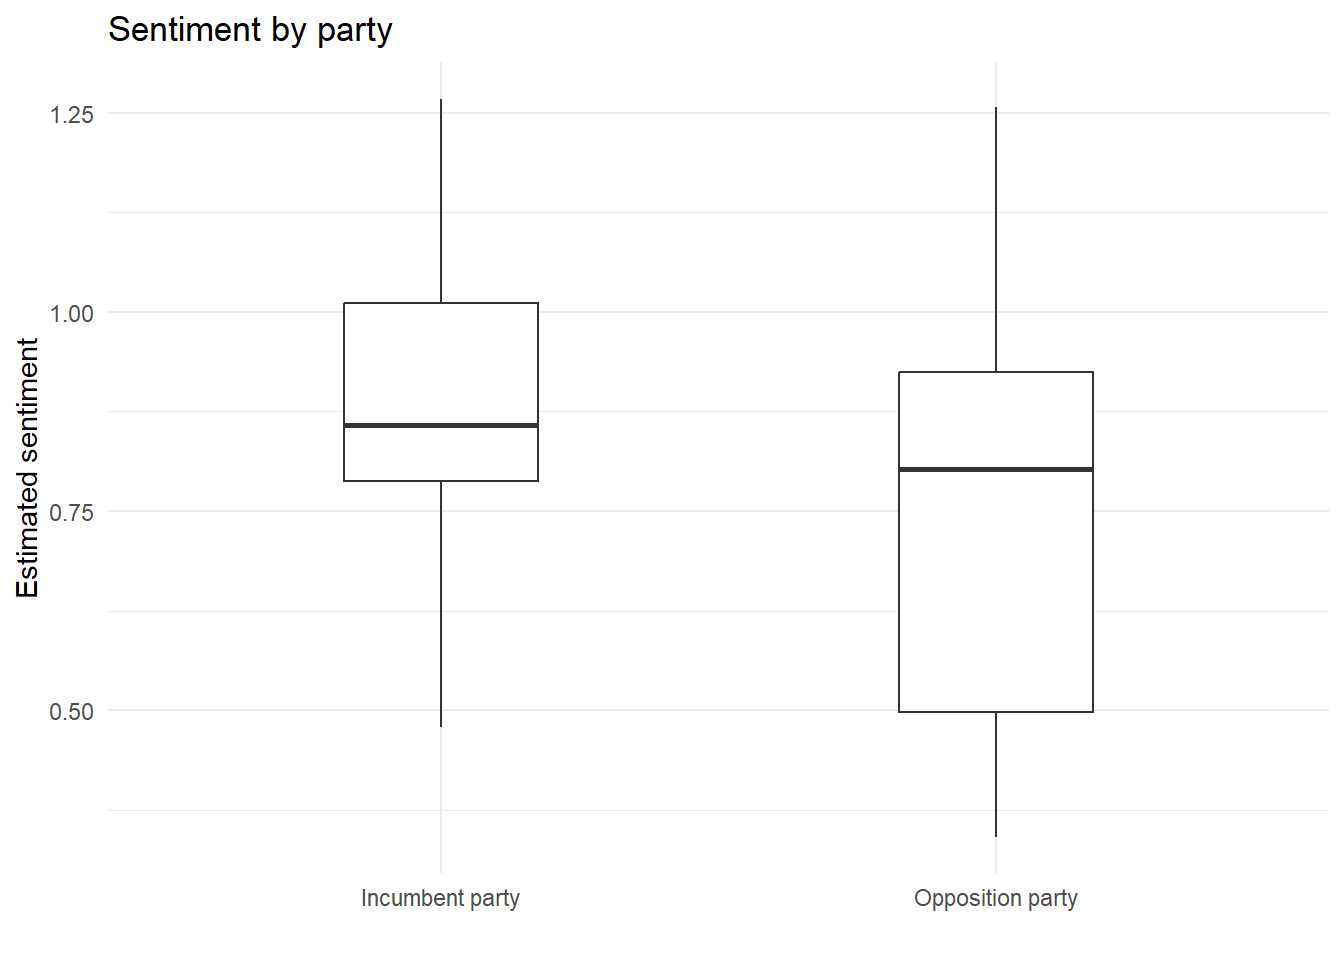 Sentiment by party
Estimated sentiment
1.25
1.00
0.75
0.50
Incumbent party
Opposition party